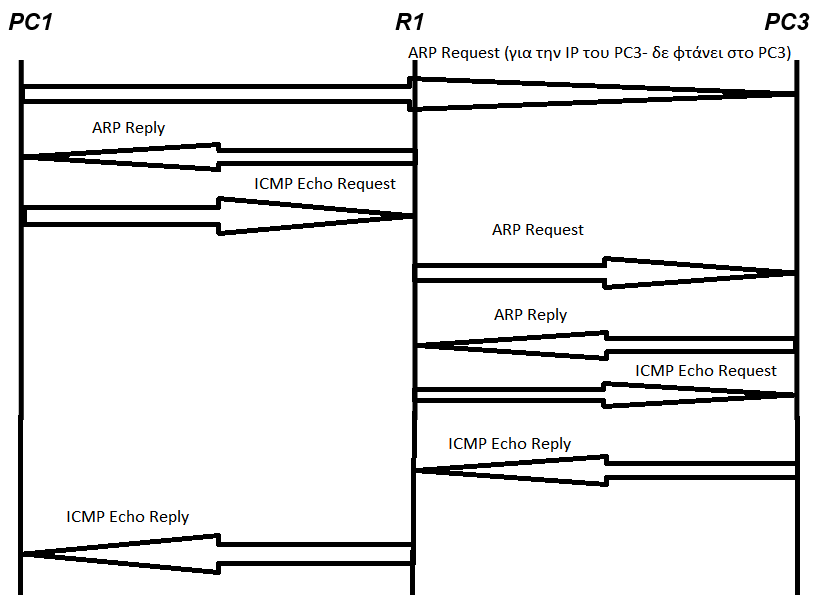 PC1
R1
PC3
ARP Request (για την IP του PC3- δε φτάνει στο PC3)
ARP Reply
ICMP Echo Request
ARP Request
ARP Reply
ICMP Echo Request
ICMP Echo Reply
ICMP Echo Reply